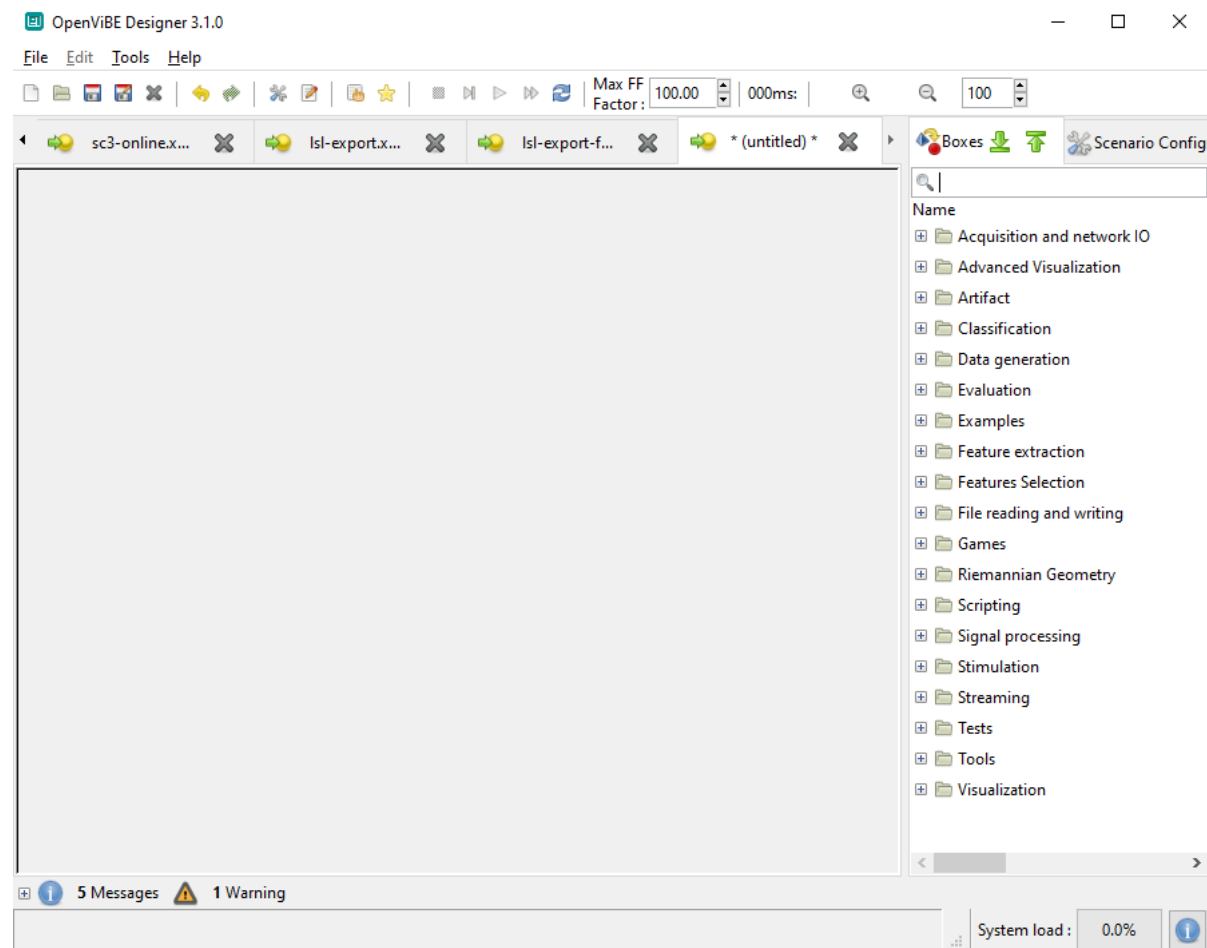 OpenViBE Designer 3.1.0
File Edit Tools Help
Max FF Factor : 100.00 000ms: 100
sc3-online.x... lsl-export.x... lsl-export-f... * (untitled) * Boxes Scenario Config
Name
Acquisition and network IO
Advanced Visualization
Artifact
Classification
Data generation
Evaluation
Examples
Feature extraction
Features Selection
File reading and writing
Games
Riemannian Geometry
Scripting
Signal processing
Stimulation
Streaming
Tests
Tools
Visualization
5 Messages 1 Warning
System load : 0.0%